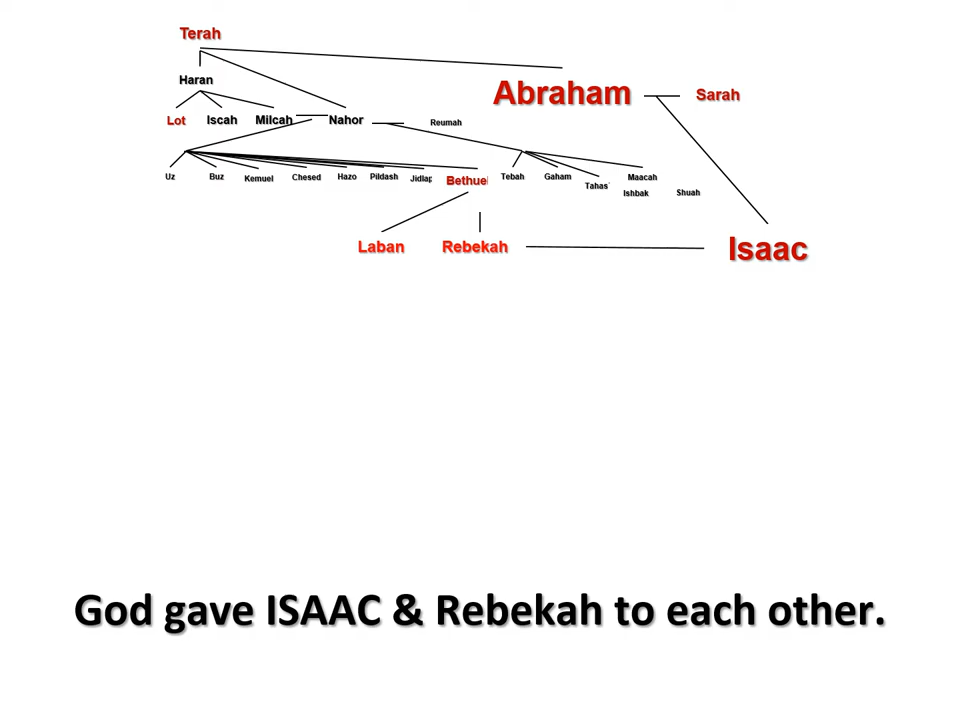 Terah
Haran
Abraham
Sarah
Lot Iscah Milcah Nahor Reumah
Uz Buz Kemuel Chesed Hazo Pildash Jidlap Bethuel Tebah Gaham Tahas Maacah
Ishbak Shuah
Laban Rebekah Isaac
God gave ISAAC & Rebekah to each other.